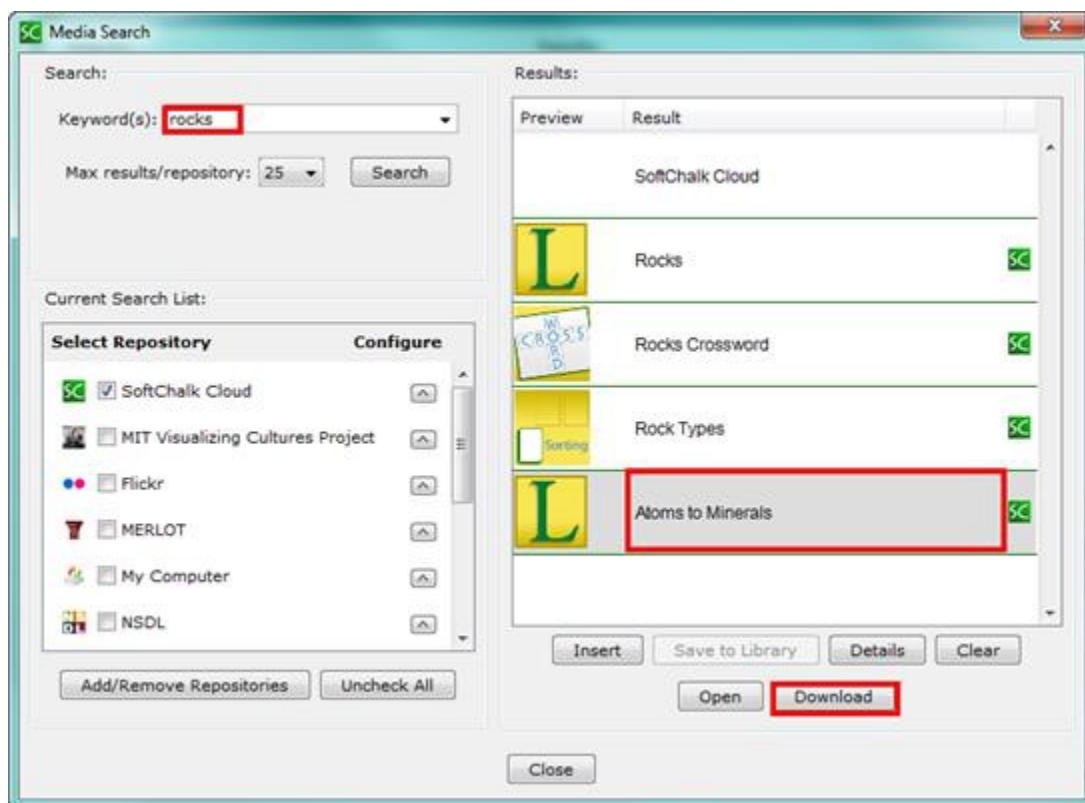 SC Media Search
Search:
Keyword(s): rocks
Max results/repository: 25 Search
Current Search List:
Select Repository Configure
SC SoftChalk Cloud
MIT Visualizing Cultures Project
Flickr
MERLOT
My Computer
NSDL
Add/Remove Repositories Uncheck All
Results:
Preview Result
SoftChalk Cloud
L Rocks SC
CROSS WORD Rocks Crossword SC
Sorting Rock Types SC
L Atoms to Minerals SC
Insert Save to Library Details Clear
Open Download
Close